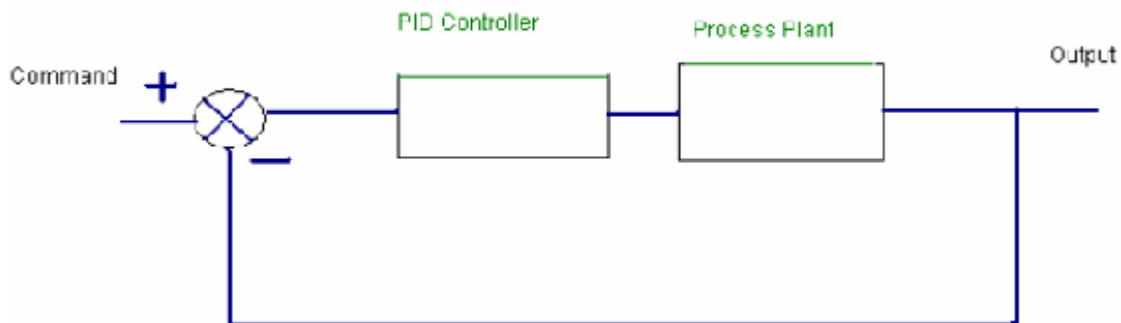 PID Controller
Process Plant
Output
Command
+
−